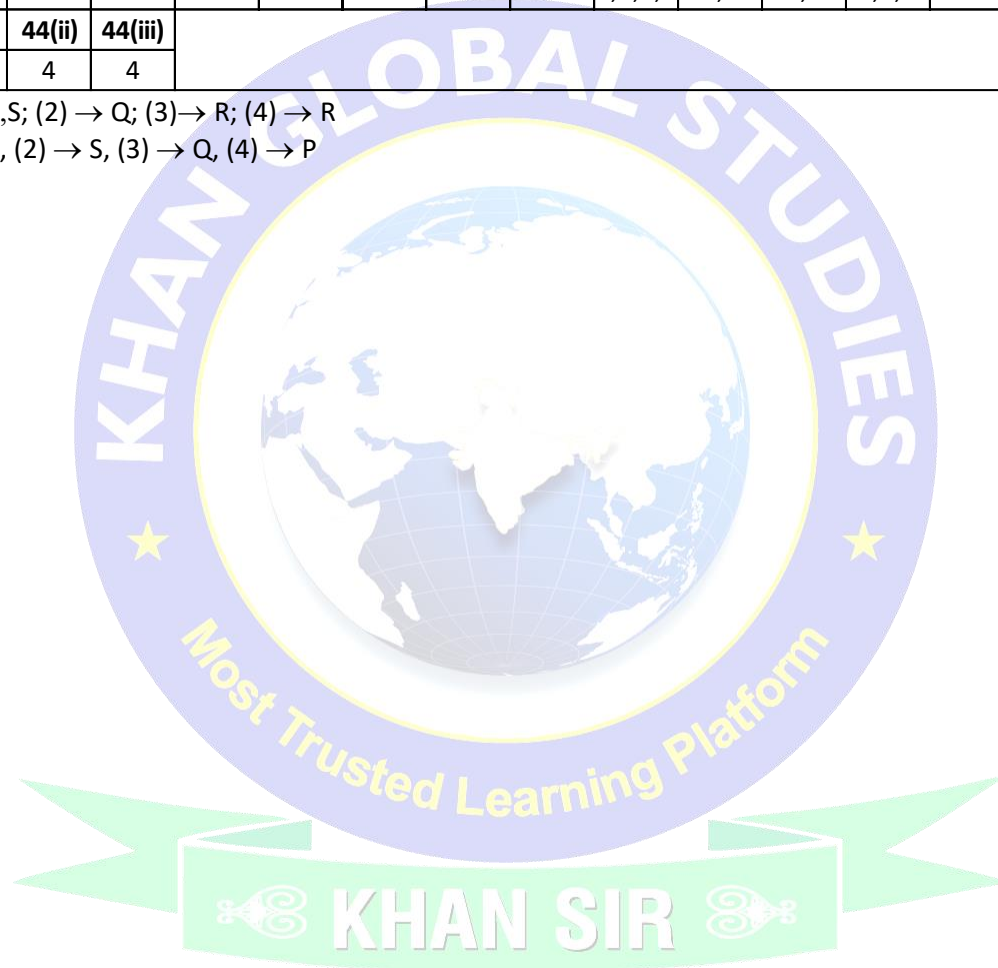 44(ii) 44(iii)
4 4
,S; (2) → Q; (3)→ R; (4) → R
, (2) → S, (3) → Q, (4) → P
KHAN GLOBAL STUDIES
Most Trusted Learning Platform
KHAN SIR